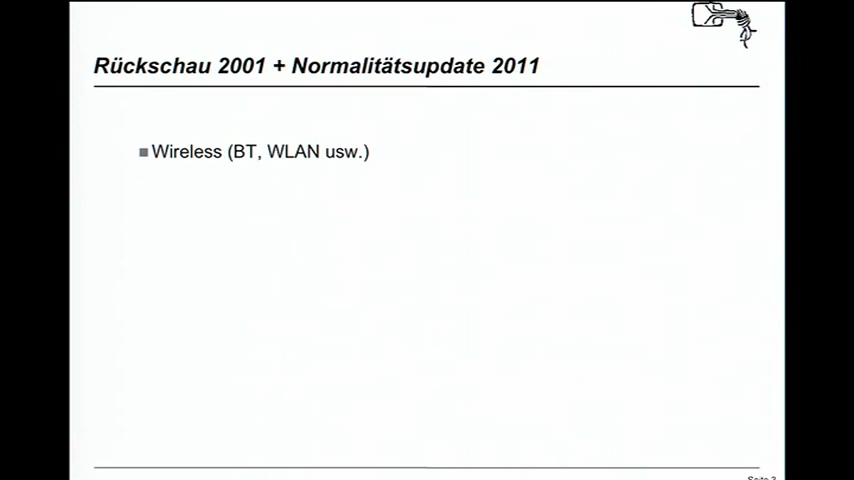 Rückschau 2001 + Normalitätsupdate 2011
Wireless (BT, WLAN usw.)